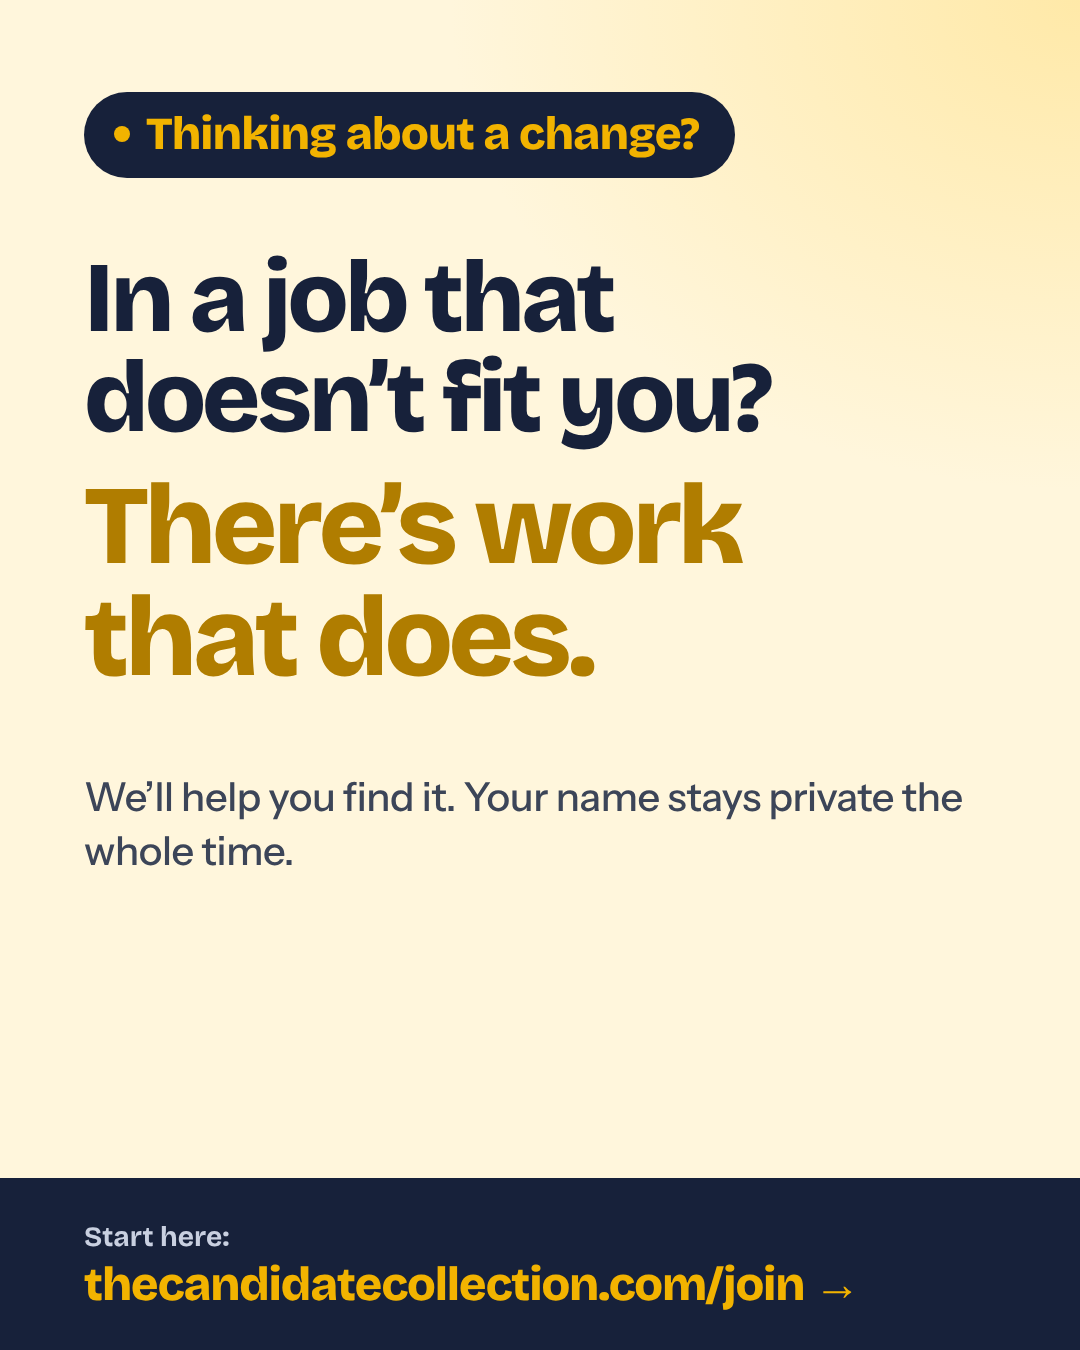 Thinking about a change?
In a job that
doesn’t fit you?
There’s work
that does.
We’ll help you find it. Your name stays private the
whole time.
Start here:
thecandidatecollection.com/join →